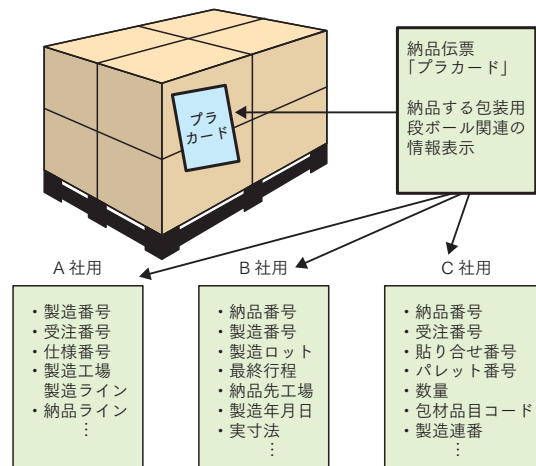 納品伝票
「プラカード」
納品する包装用
段ボール関連の
情報表示
プラ
カード
A 社用
・製造番号
・受注番号
・仕様番号
・製造工場
製造ライン
・納品ライン
…
B 社用
・納品番号
・製造番号
・製造ロット
・最終行程
・納品先工場
・製造年月日
・実寸法
…
C 社用
・納品番号
・受注番号
・貼り合せ番号
・パレット番号
・数量
・包材品目コード
・製造連番
…